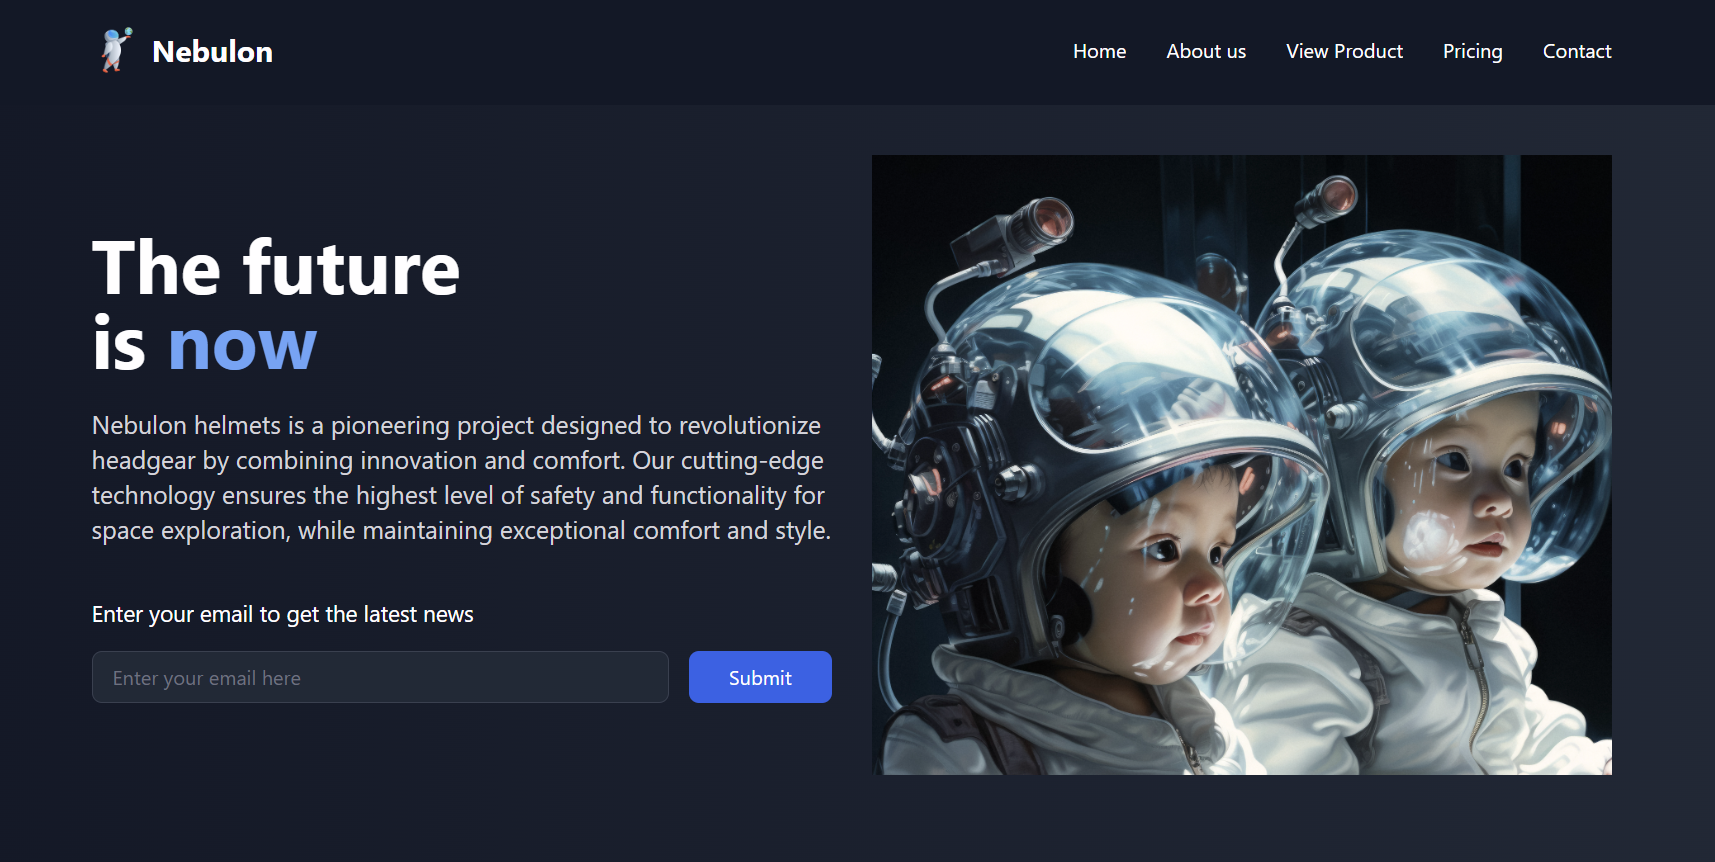 Nebulon
Home
About us
View Product
Pricing
Contact
The future
is now
Nebulon helmets is a pioneering project designed to revolutionize
headgear by combining innovation and comfort. Our cutting-edge
technology ensures the highest level of safety and functionality for
space exploration, while maintaining exceptional comfort and style.
Enter your email to get the latest news
Enter your email here
Submit